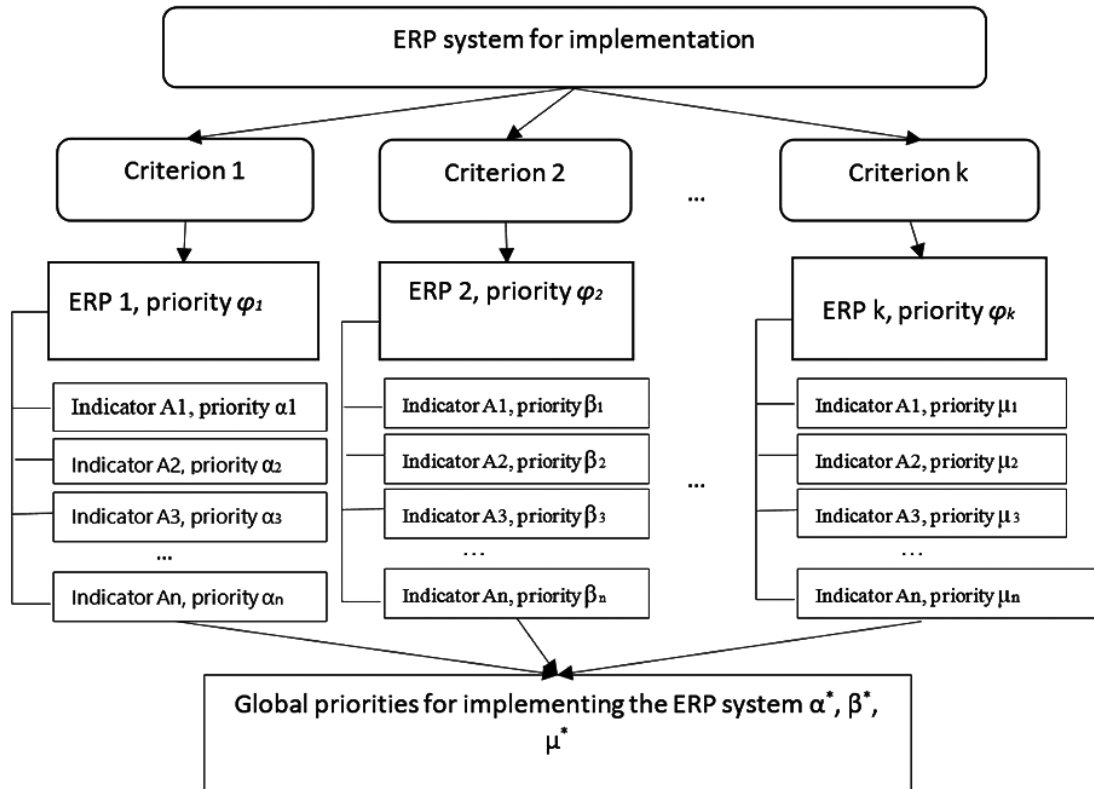 ERP system for implementation
Criterion 1
Criterion 2
...
Criterion k
ERP 1, priority φ₁
ERP 2, priority φ₂
ERP k, priority φₖ
Indicator A1, priority α1
Indicator A2, priority α₂
Indicator A3, priority α₃
...
Indicator An, priority αₙ
Indicator A1, priority β₁
Indicator A2, priority β₂
Indicator A3, priority β₃
...
Indicator An, priority βₙ
...
Indicator A1, priority μ₁
Indicator A2, priority μ₂
Indicator A3, priority μ₃
...
Indicator An, priority μₙ
Global priorities for implementing the ERP system α*, β*,
μ*